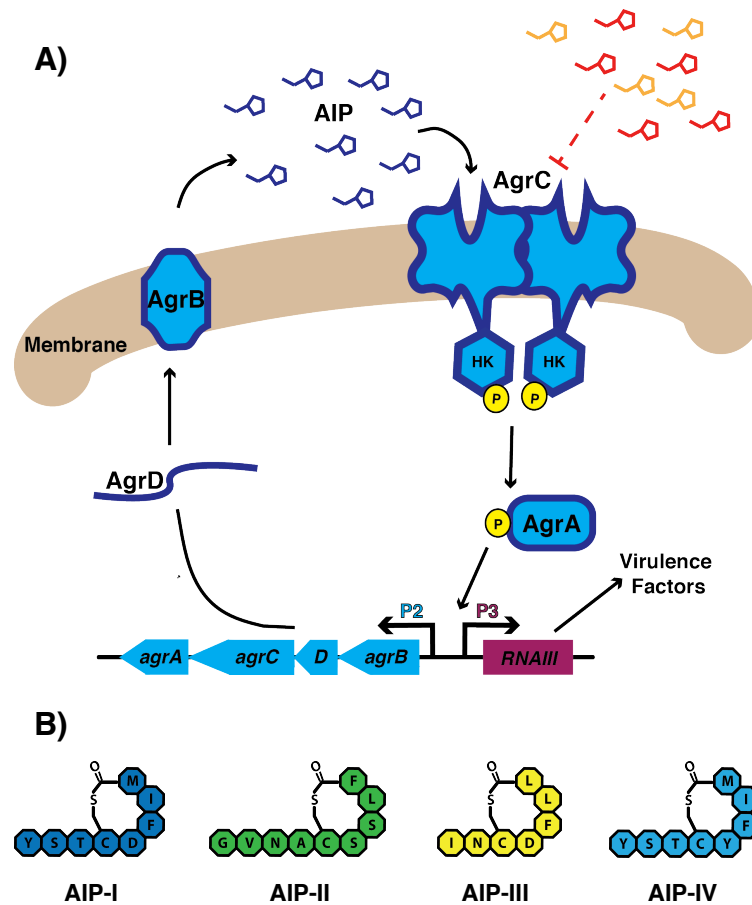 A)
AIP
AgrC
AgrB
Membrane
HK
HK
P
P
AgrD
P
AgrA
Virulence
Factors
P2
P3
agrA
agrC
D
agrB
RNAIII
B)
O
S
M
I
F
Y S T C D
AIP-I
O
S
F
L
S
G V N A C S
AIP-II
O
S
L
L
F
I N C D
AIP-III
O
S
M
I
F
Y S T C Y
AIP-IV